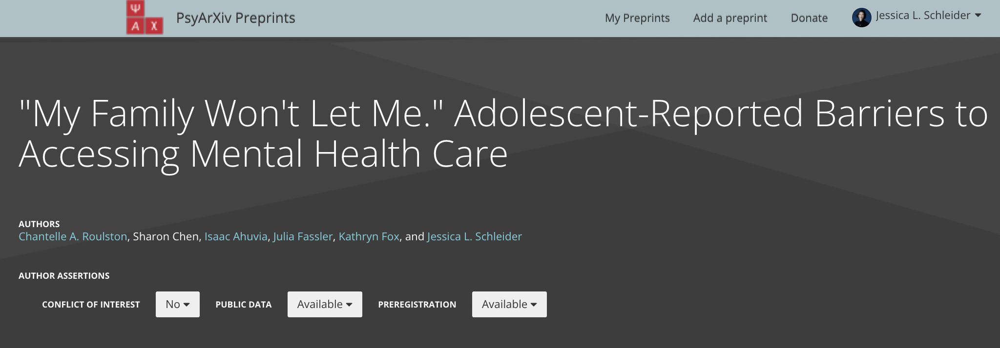 Ψ
A X
PsyArXiv Preprints
My Preprints Add a preprint Donate Jessica L. Schleider
"My Family Won't Let Me." Adolescent-Reported Barriers to
Accessing Mental Health Care
AUTHORS
Chantelle A. Roulston, Sharon Chen, Isaac Ahuvia, Julia Fassler, Kathryn Fox, and Jessica L. Schleider
AUTHOR ASSERTIONS
CONFLICT OF INTEREST No PUBLIC DATA Available PREREGISTRATION Available